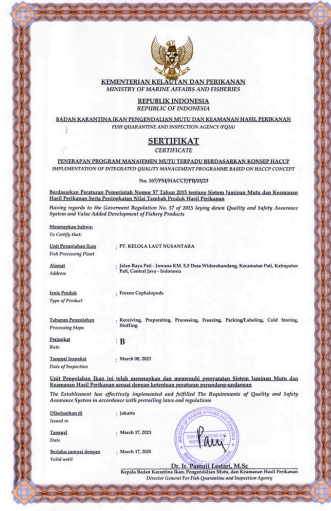 KEMENTERIAN KELAUTAN DAN PERIKANAN
MINISTRY OF MARINE AFFAIRS AND FISHERIES
REPUBLIK INDONESIA
REPUBLIC OF INDONESIA
BADAN KARANTINA IKAN PENGENDALIAN MUTU DAN KEAMANAN HASIL PERIKANAN
FISH QUARANTINE AND INSPECTION AGENCY (FQIA)
SERTIFIKAT
CERTIFICATE
PENERAPAN PROGRAM MANAJEMEN MUTU TERPADU BERDASARKAN KONSEP HACCP
IMPLEMENTATION OF INTEGRATED QUALITY MANAGEMENT PROGRAMME BASED ON HACCP CONCEPT
No. 167/PM/HACCP/PB/03/23
Berdasarkan Peraturan Pemerintah Nomor 57 Tahun 2015 tentang Sistem Jaminan Mutu dan Keamanan
Hasil Perikanan Serta Peningkatan Nilai Tambah Produk Hasil Perikanan
Having regards to the Goverment Regulation No. 57 of 2015 laying down Quality and Safety Assurance
System and Value Added Development of Fishery Products
Menetapkan bahwa:
To Certify that:
Unit Pengolahan Ikan : PT. KELOLA LAUT NUSANTARA
Fish Processing Plant
Alamat : Jalan Raya Pati - Juwana KM. 5,3 Desa Widorokandang, Kecamatan Pati, Kabupaten
Address Pati, Central Java - Indonesia
Jenis Produk : Frozen Cephalopods
Type of Product
Tahapan Pengolahan : Receiving, Preparating, Processing, Freezing, Packing/Labeling, Cold Storing,
Processing Steps Stuffing
Peringkat : B
Rate
Tanggal Inspeksi : March 08, 2023
Date of Inspection
Unit Pengolahan Ikan ini telah menerapkan dan memenuhi persyaratan Sistem Jaminan Mutu dan
Keamanan Hasil Perikanan sesuai dengan ketentuan peraturan perundang-undangan
The Establishment has effectively implemented and fulfilled The Requirements of Quality and Safety
Assurance System in accordance with prevailing laws and regulations
Dikeluarkan di : Jakarta
Issued in
Tanggal : March 17, 2023
Date
Berlaku sampai dengan : March 17, 2025
Valid until
Dr. Ir. Pamuji Lestari, M.Sc
Kepala Badan Karantina Ikan, Pengendalian Mutu, dan Keamanan Hasil Perikanan
Director General For Fish Quarantine and Inspection Agency